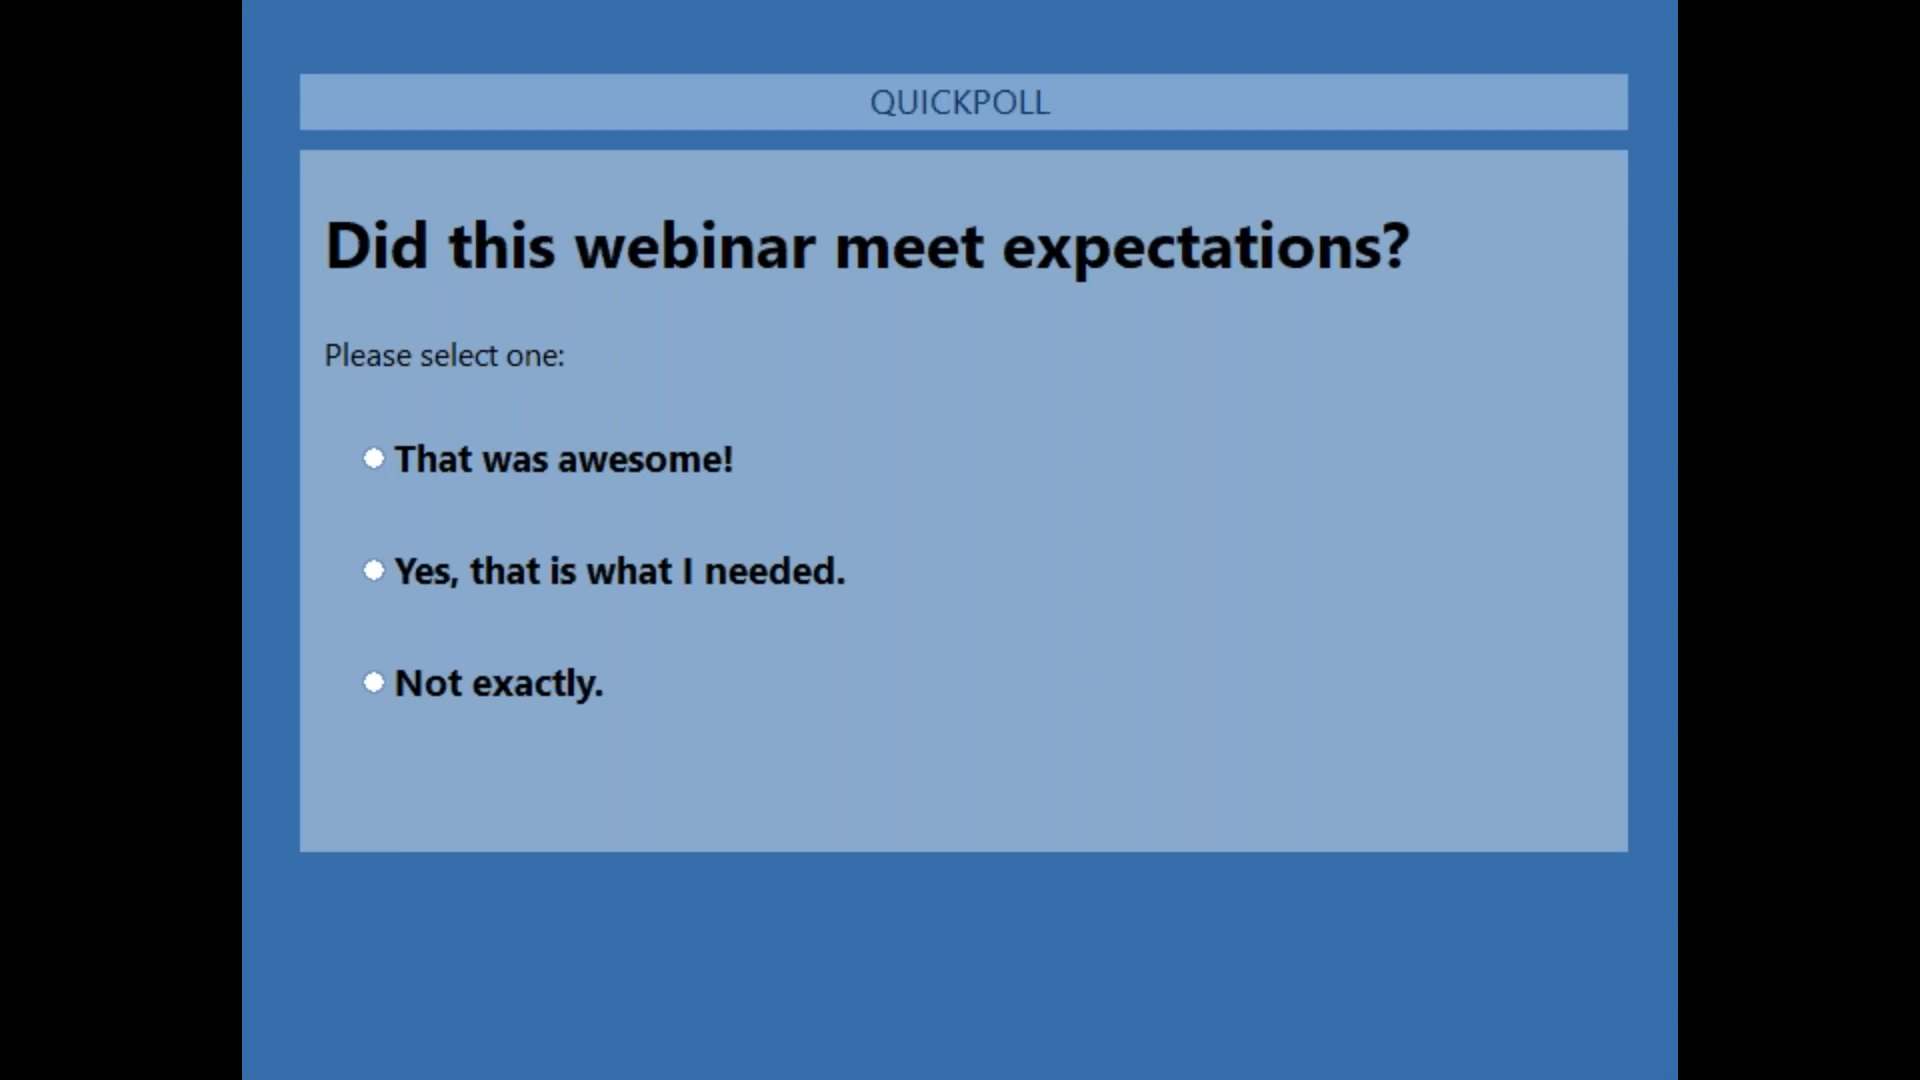 QUICKPOLL
Did this webinar meet expectations?
Please select one:
That was awesome!
Yes, that is what I needed.
Not exactly.